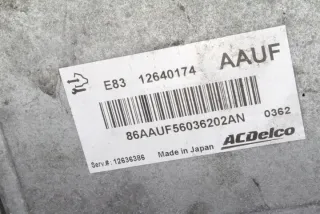 E83 12640174 AAUF
86AAUF56036202AN 0362
Serv.#: 12636386 Made in Japan ACDelco